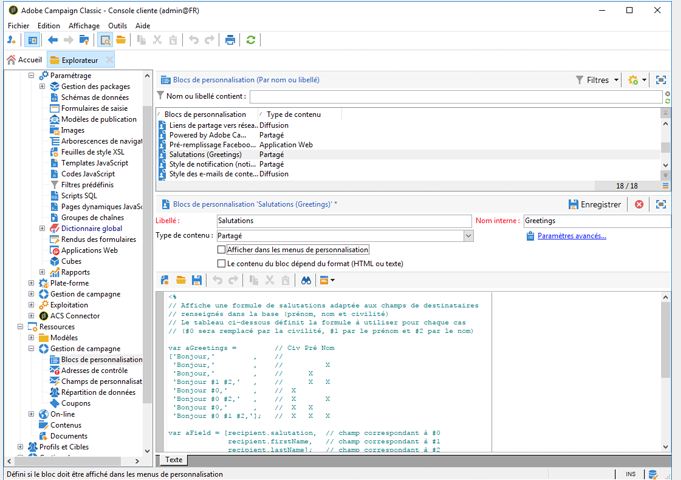 Adobe Campaign Classic - Console cliente (admin@FR)
Fichier Edition Affichage Outils Aide
Accueil Explorateur
Paramétrage
Gestion des packages
Schémas de données
Formulaires de saisie
Modèles de publication
Images
Arborescences de navigat
Feuilles de style XSL
Templates JavaScript
Codes JavaScript
Filtres prédéfinis
Scripts SQL
Pages dynamiques JavaSc
Groupes de chaînes
Dictionnaire global
Rendus des formulaires
Applications Web
Cubes
Rapports
Plate-forme
Gestion de campagne
Exploitation
ACS Connector
Ressources
Modèles
Gestion de campagne
Blocs de personnalisation
Adresses de contrôle
Champs de personnalisat
Répartition de données
Coupons
On-line
Contenus
Documents
Profils et Cibles
Blocs de personnalisation (Par nom ou libellé)
Filtres
Nom ou libellé contient :
Blocs de personnalisation Type de contenu
Liens de partage vers résea... Diffusion
Powered by Adobe Ca... Partagé
Pré-remplissage Faceboo... Application Web
Salutations (Greetings) Partagé
Style de notification (noti... Partagé
Style des e-mails de conte... Diffusion
18 / 18
Blocs de personnalisation 'Salutations (Greetings)' *
Enregistrer
Libellé : Salutations Nom interne : Greetings
Type de contenu : Partagé Paramètres avancés...
Afficher dans les menus de personnalisation
Le contenu du bloc dépend du format (HTML ou texte)
<%
// Affiche une formule de salutations adaptée aux champs de destinataires
// renseignés dans la base (prénom, nom et civilité)
// Le tableau ci-dessous définit la formule à utiliser pour chaque cas
// ($0 sera remplacé par la civilité, #1 par le prénom et #2 par le nom)
var aGreetings = // Civ Pré Nom
['Bonjour,' , //
'Bonjour,' , // X
'Bonjour,' , // X
'Bonjour #1 #2,' , // X X
'Bonjour #0,' , // X
'Bonjour #0 #2,' , // X X
'Bonjour #0,' , // X X
'Bonjour #0 #1 #2,']; // X X X
var aField = [recipient.salutation, // champ correspondant à #0
recipient.firstName, // champ correspondant à #1
recipient.lastName]; // champ correspondant à #2
Texte
Défini si le bloc doit être affiché dans les menus de personnalisation
INS